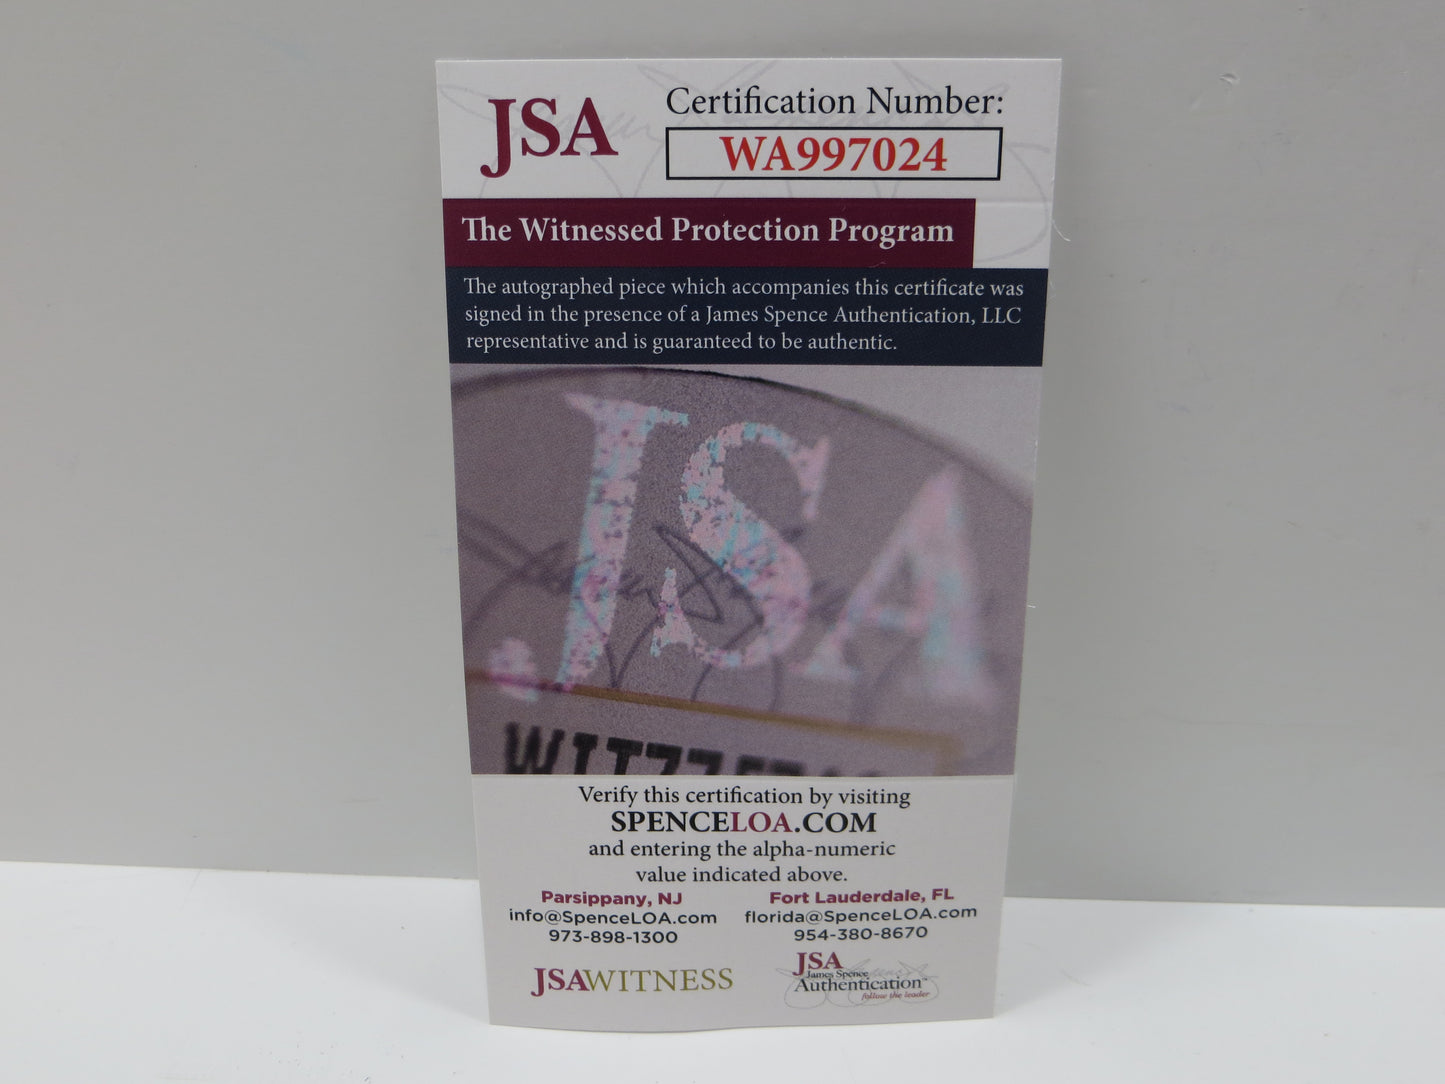 JSA
Certification Number:
WA997024
The Witnessed Protection Program
The autographed piece which accompanies this certificate was
signed in the presence of a James Spence Authentication, LLC
representative and is guaranteed to be authentic.
JSA
Verify this certification by visiting
SPENCELOA.COM
and entering the alpha-numeric
value indicated above.
Parsippany, NJ
info@SpenceLOA.com
973-898-1300
Fort Lauderdale, FL
florida@SpenceLOA.com
954-380-8670
JSAWITNESS
JSA
James Spence
Authentication™
follow the leader